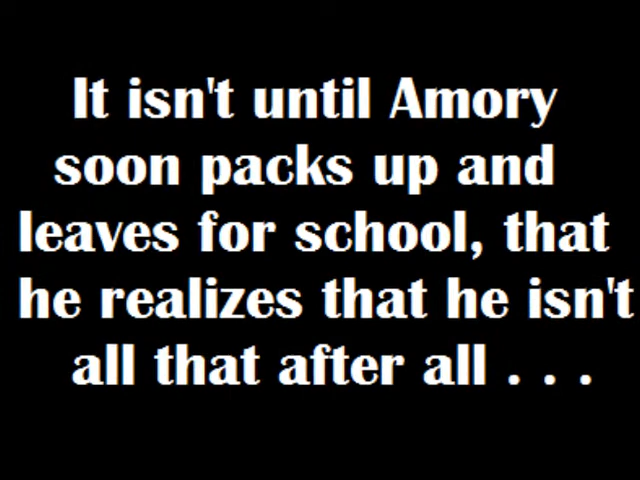 It isn't until Amory
soon packs up and
leaves for school, that
he realizes that he isn't
all that after all . . .